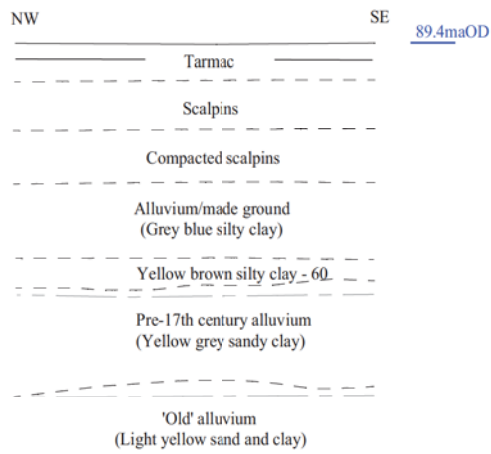 NW
SE
89.4maOD
Tarmac
Scalpins
Compacted scalpins
Alluvium/made ground
(Grey blue silty clay)
Yellow brown silty clay - 60
Pre-17th century alluvium
(Yellow grey sandy clay)
'Old' alluvium
(Light yellow sand and clay)